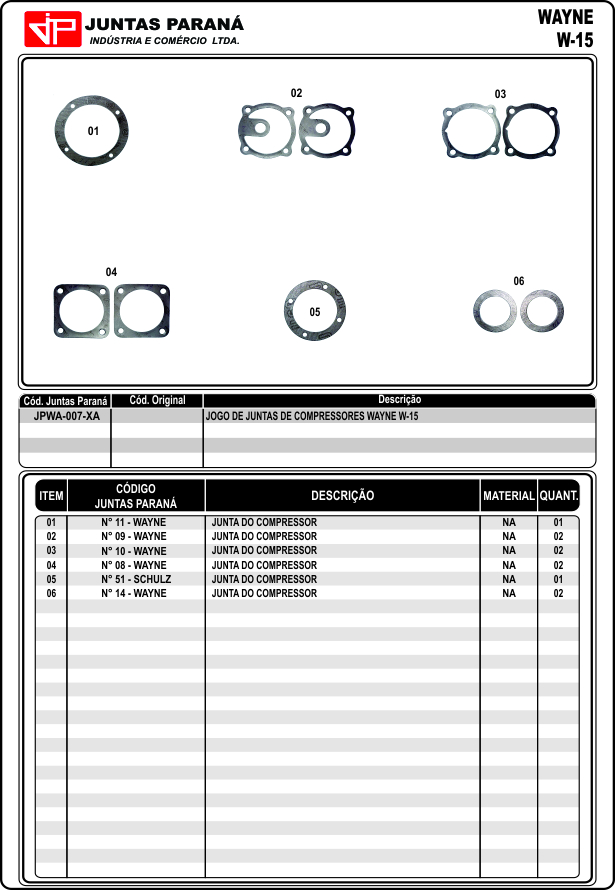 JP
JUNTAS PARANÁ
INDÚSTRIA E COMÉRCIO LTDA.
WAYNE
W-15
01
02
03
04
05
06
Cód. Juntas Paraná Cód. Original Descrição
JPWA-007-XA JOGO DE JUNTAS DE COMPRESSORES WAYNE W-15
ITEM CÓDIGO JUNTAS PARANÁ DESCRIÇÃO MATERIAL QUANT.
01 N° 11 - WAYNE JUNTA DO COMPRESSOR NA 01
02 N° 09 - WAYNE JUNTA DO COMPRESSOR NA 02
03 N° 10 - WAYNE JUNTA DO COMPRESSOR NA 02
04 N° 08 - WAYNE JUNTA DO COMPRESSOR NA 02
05 N° 51 - SCHULZ JUNTA DO COMPRESSOR NA 01
06 N° 14 - WAYNE JUNTA DO COMPRESSOR NA 02